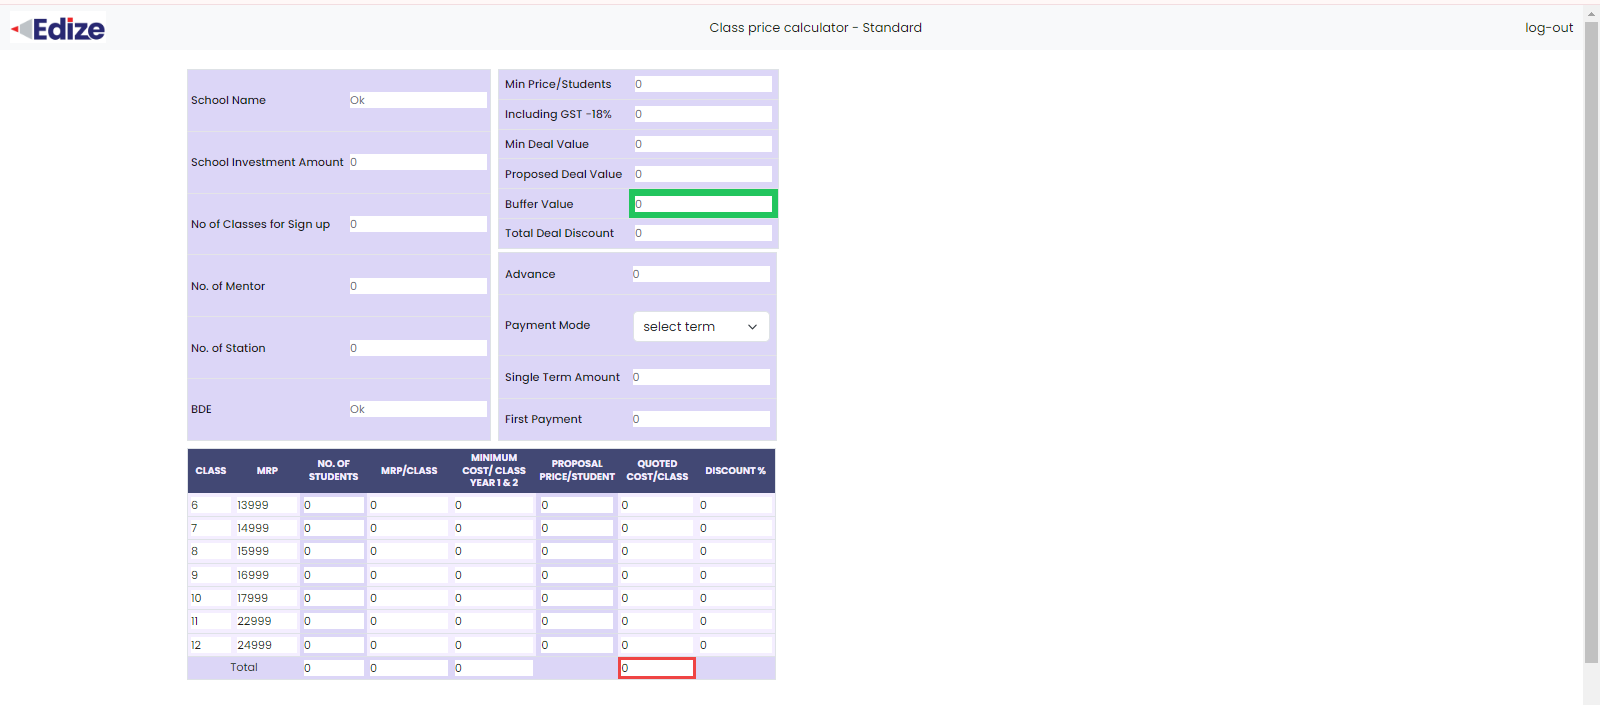 Edize
Class price calculator - Standard
log-out
School Name Ok
School Investment Amount 0
No of Classes for Sign up 0
No. of Mentor 0
No. of Station 0
BDE Ok
Min Price/Students 0
Including GST -18% 0
Min Deal Value 0
Proposed Deal Value 0
Buffer Value 0
Total Deal Discount 0
Advance 0
Payment Mode select term
Single Term Amount 0
First Payment 0
CLASS MRP NO. OF STUDENTS MRP/CLASS MINIMUM COST/ CLASS YEAR 1 & 2 PROPOSAL PRICE/STUDENT QUOTED COST/CLASS DISCOUNT %
6 13999 0 0 0 0 0 0
7 14999 0 0 0 0 0 0
8 15999 0 0 0 0 0 0
9 16999 0 0 0 0 0 0
10 17999 0 0 0 0 0 0
11 22999 0 0 0 0 0 0
12 24999 0 0 0 0 0 0
Total 0 0 0 0